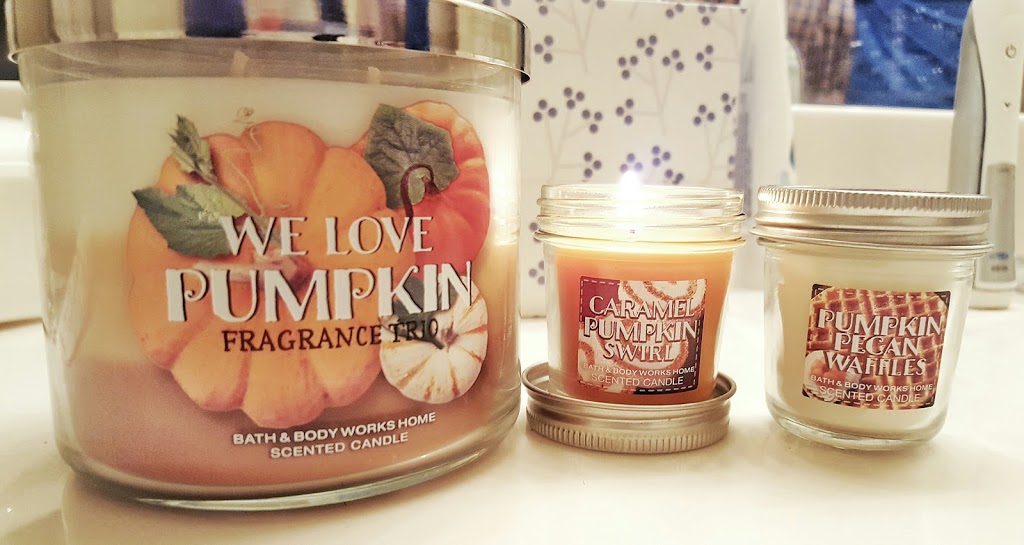 WE LOVE
PUMPKIN
FRAGRANCE TRIO
BATH & BODY WORKS HOME
SCENTED CANDLE
CARAMEL
PUMPKIN
SWIRL
BATH & BODY WORKS HOME
SCENTED CANDLE
PUMPKIN
PECAN
WAFFLES
BATH & BODY WORKS HOME
SCENTED CANDLE